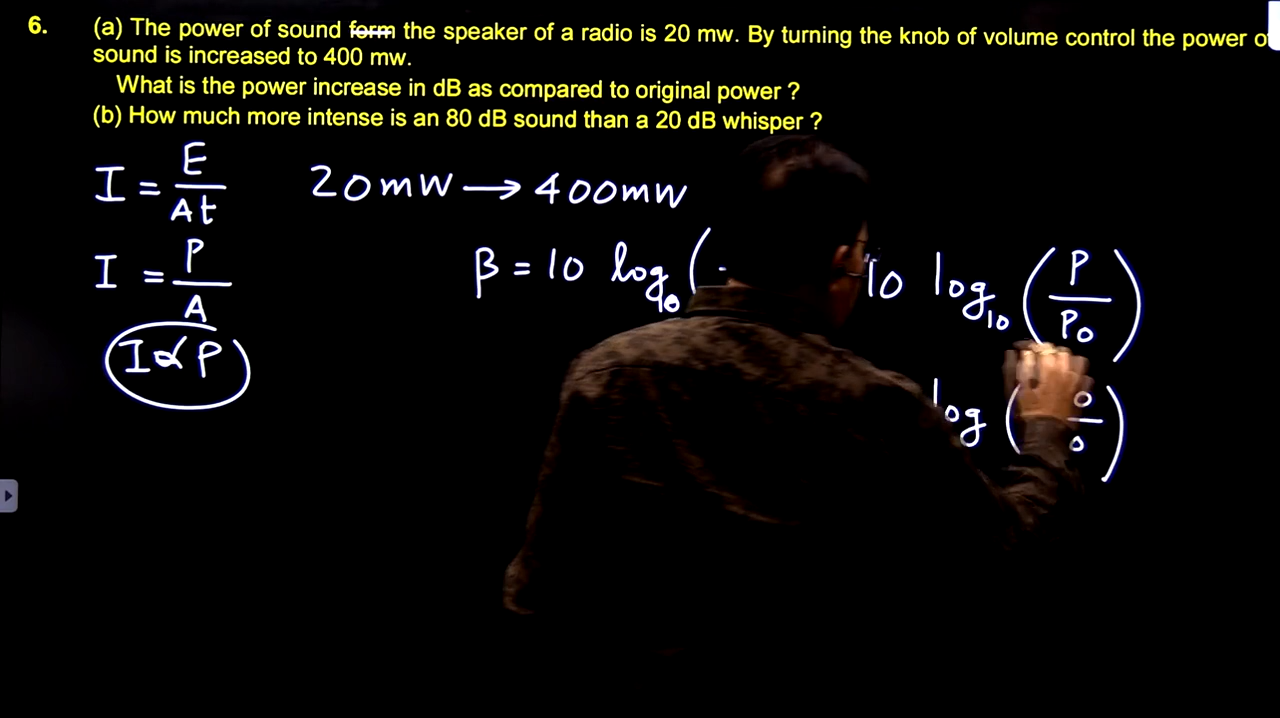 6. (a) The power of sound form the speaker of a radio is 20 mw. By turning the knob of volume control the power
sound is increased to 400 mw.
What is the power increase in dB as compared to original power ?
(b) How much more intense is an 80 dB sound than a 20 dB whisper ?
I = E/At
20mW → 400mW
I = P/A
β = 10 log₁₀ ( 10 log₁₀ (P/P₀)
I ∝ P
log ( 0/0 )